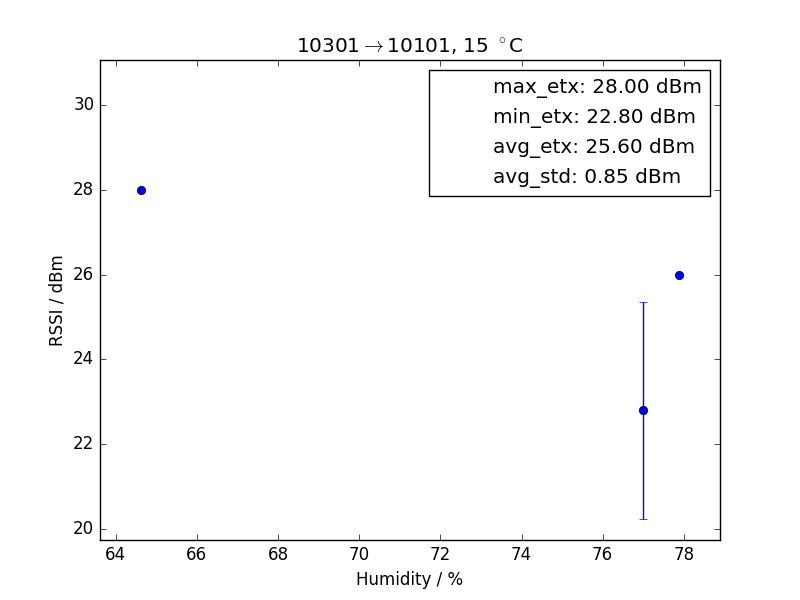 10301→10101, 15 °C
max_etx: 28.00 dBm
min_etx: 22.80 dBm
avg_etx: 25.60 dBm
avg_std: 0.85 dBm
RSSI / dBm
30
28
26
24
22
20
64 66 68 70 72 74 76 78
Humidity / %